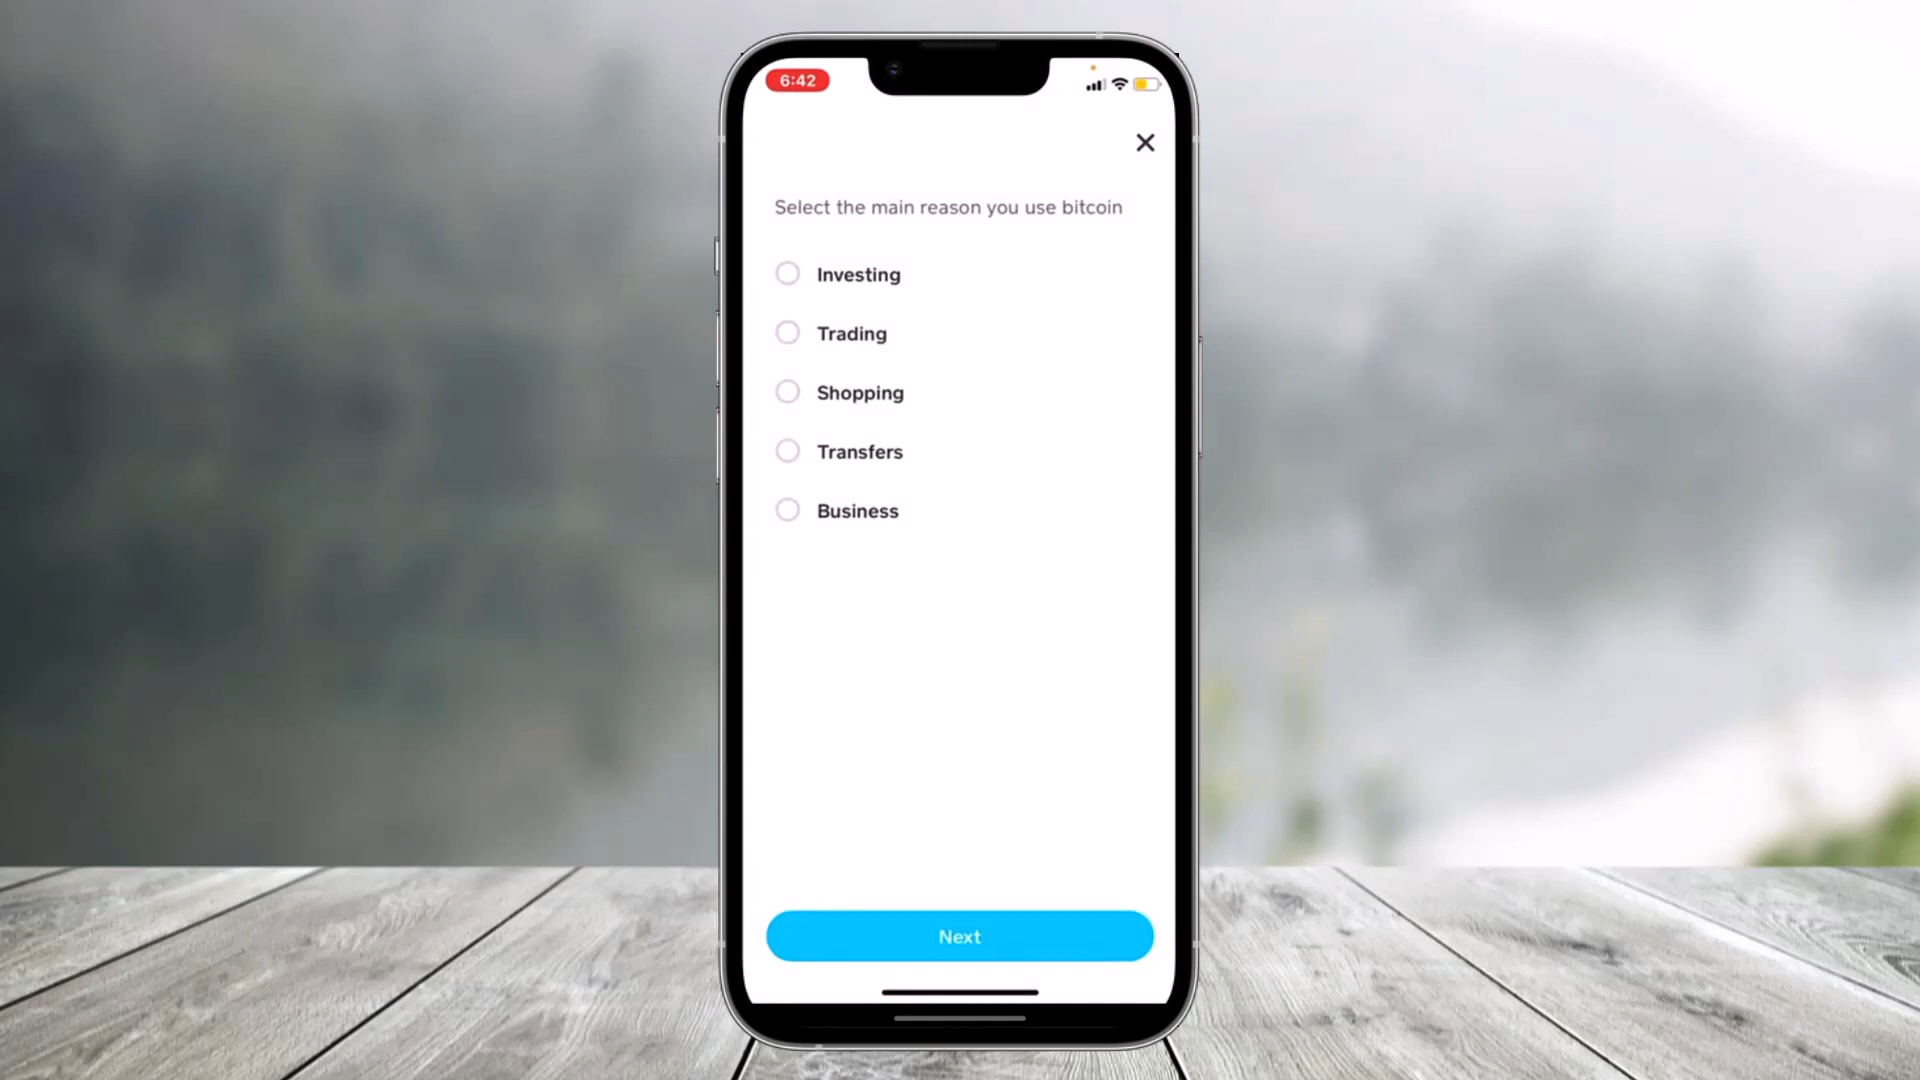 6:42
Select the main reason you use bitcoin
Investing
Trading
Shopping
Transfers
Business
Next